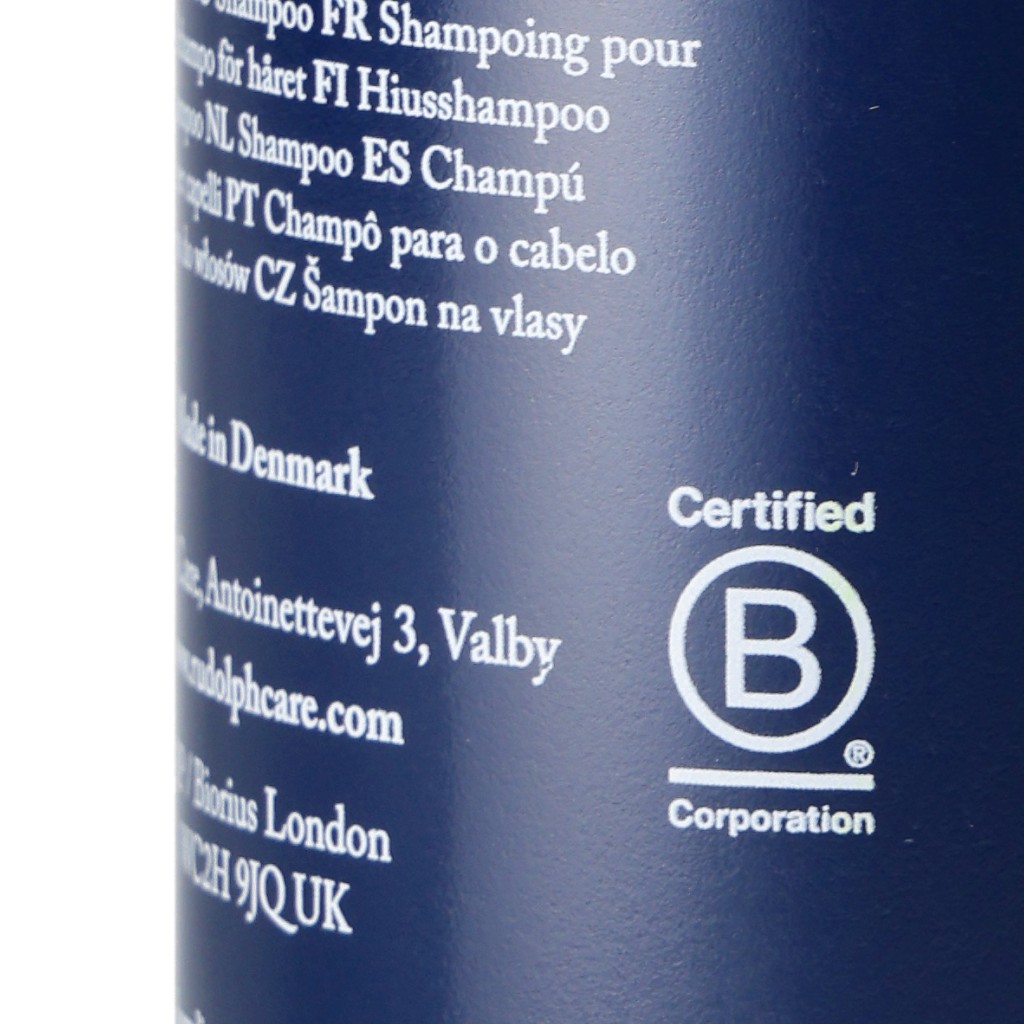 Shampoo FR Shampoing pour
för håret FI Hiusshampoo
NL Shampoo ES Champú
capelli PT Champô para o cabelo
włosów CZ Šampon na vlasy
in Denmark
Antoinettevej 3, Valby
rudolphcare.com
/ Biorius London
WC2H 9JQ UK
Certified
B
®
Corporation